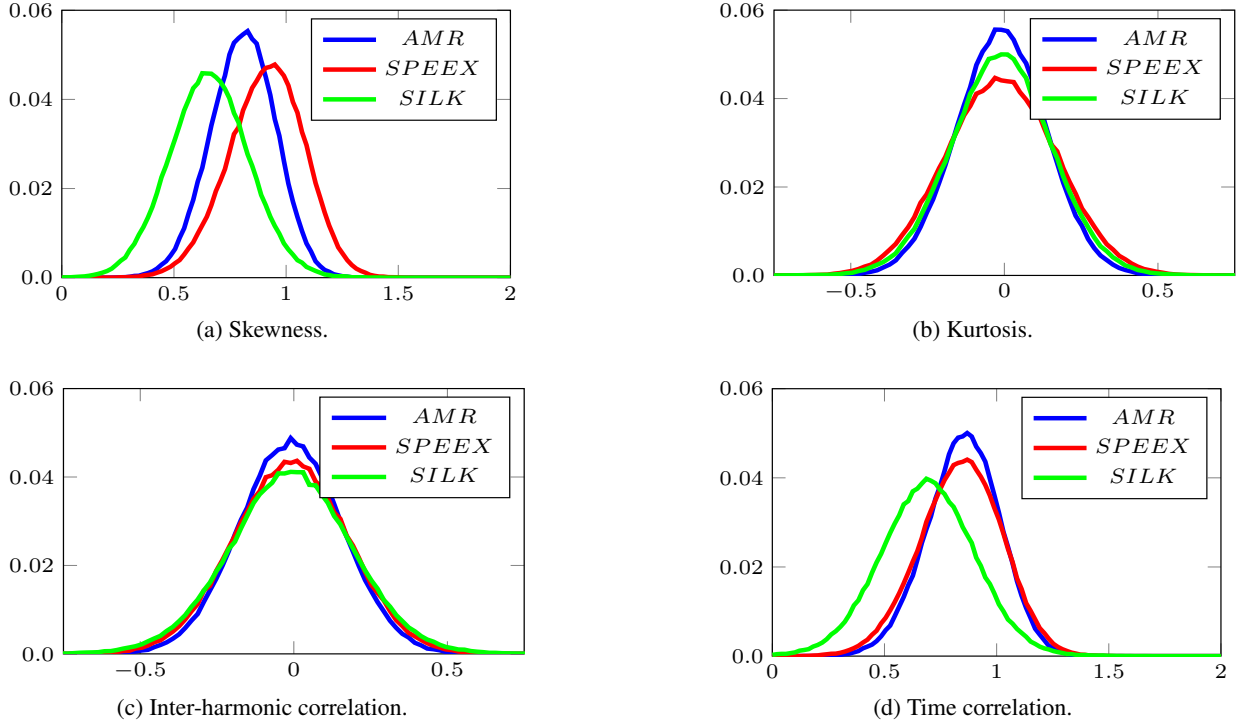 0.06
0.04
0.02
0.0
0
0.5
1
1.5
2
AMR
SPEEX
SILK
(a) Skewness.
0.06
0.04
0.02
0.0
−0.5
0
0.5
AMR
SPEEX
SILK
(b) Kurtosis.
0.06
0.04
0.02
0.0
−0.5
0
0.5
AMR
SPEEX
SILK
(c) Inter-harmonic correlation.
0.06
0.04
0.02
0.0
0
0.5
1
1.5
2
AMR
SPEEX
SILK
(d) Time correlation.